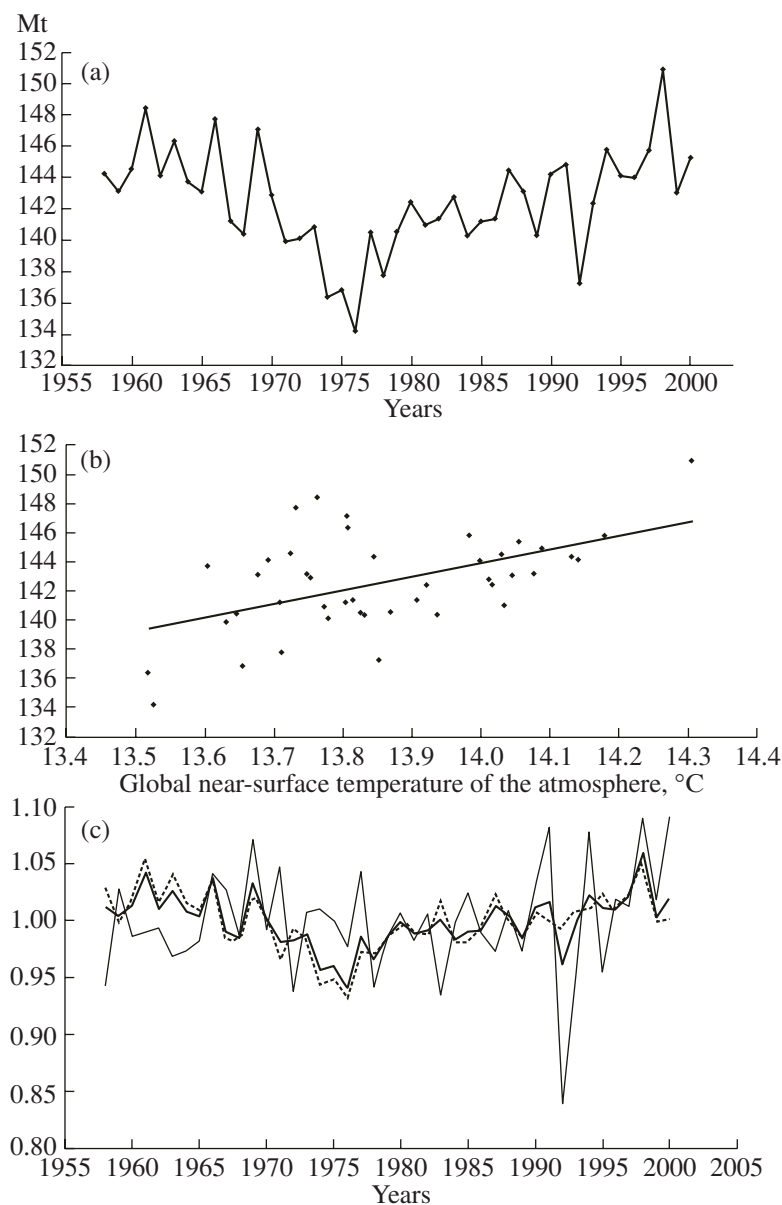 Mt
152
(a)
150
148
146
144
142
140
138
136
134
132
1955 1960 1965 1970 1975 1980 1985 1990 1995 2000
Years
152
(b)
150
148
146
144
142
140
138
136
134
132
13.4 13.5 13.6 13.7 13.8 13.9 14.0 14.1 14.2 14.3 14.4
Global near-surface temperature of the atmosphere, °C
1.10
(c)
1.05
1.00
0.95
0.90
0.85
0.80
1955 1960 1965 1970 1975 1980 1985 1990 1995 2000 2005
Years